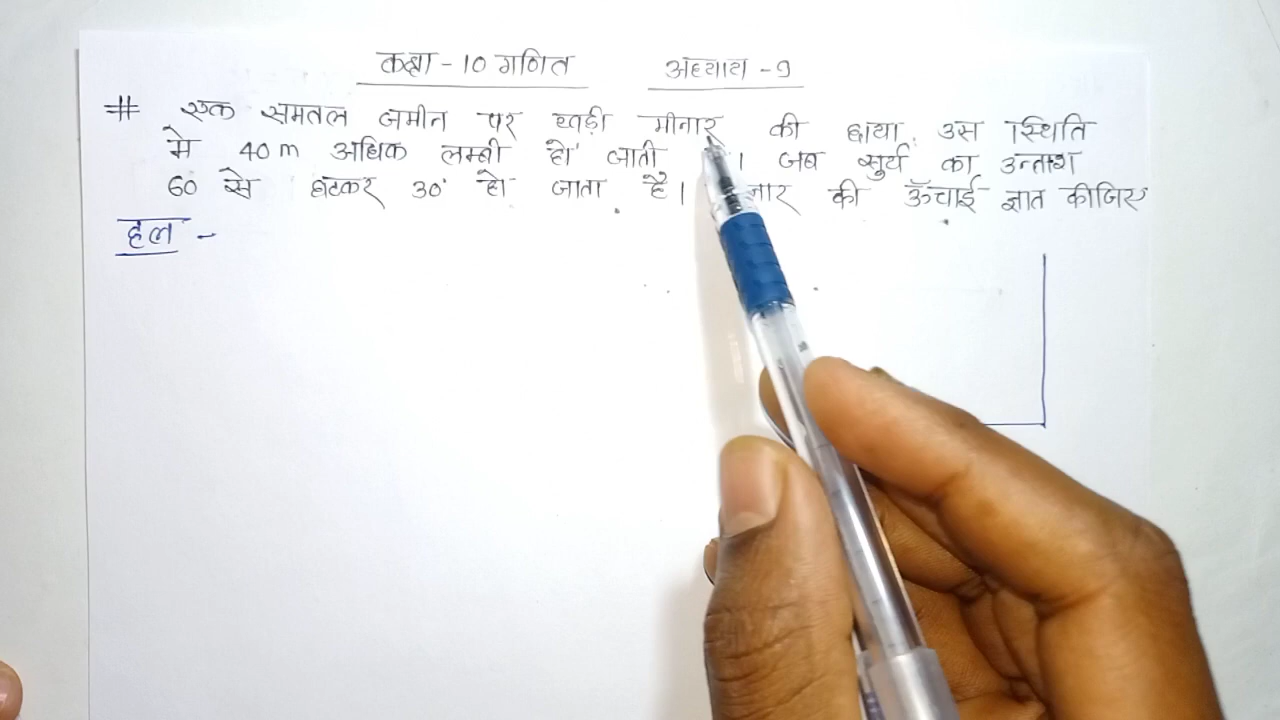 कक्षा - 10 गणित अध्याय - 9
# एक समतल जमीन पर खड़ी मीनार की छाया उस स्थिति
मे 40 m अधिक लम्बी हो जाती । जब सुर्य का उन्तांश
60 से घटकर 30° हो जाता है। नार की ऊँचाई ज्ञात कीजिए
हल -